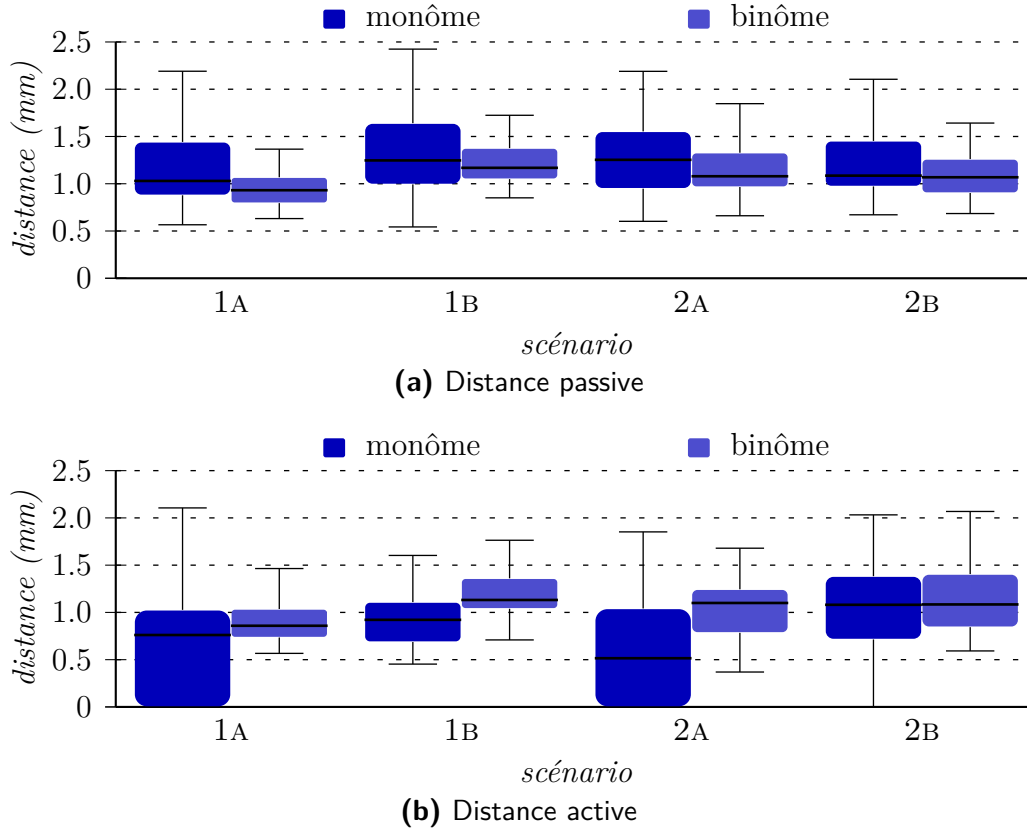 monôme binôme
2.5
2.0
1.5
1.0
0.5
0
distance (mm)
1A 1B 2A 2B
scénario
(a) Distance passive
monôme binôme
2.5
2.0
1.5
1.0
0.5
0
distance (mm)
1A 1B 2A 2B
scénario
(b) Distance active